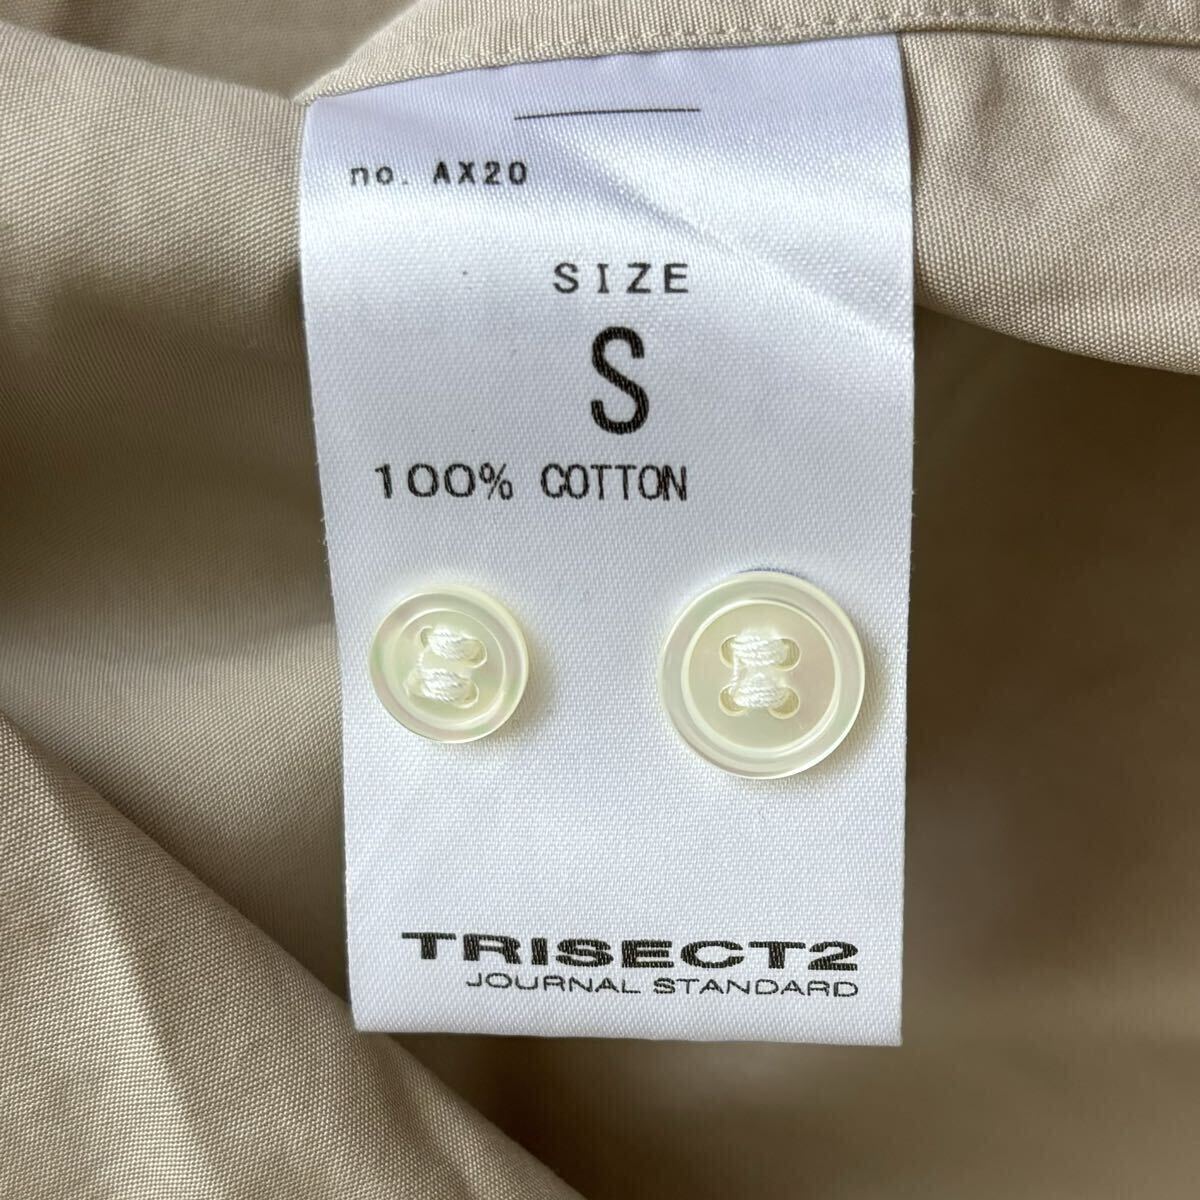 no. AX20
SIZE
S
100% COTTON
TRISECT2
JOURNAL STANDARD